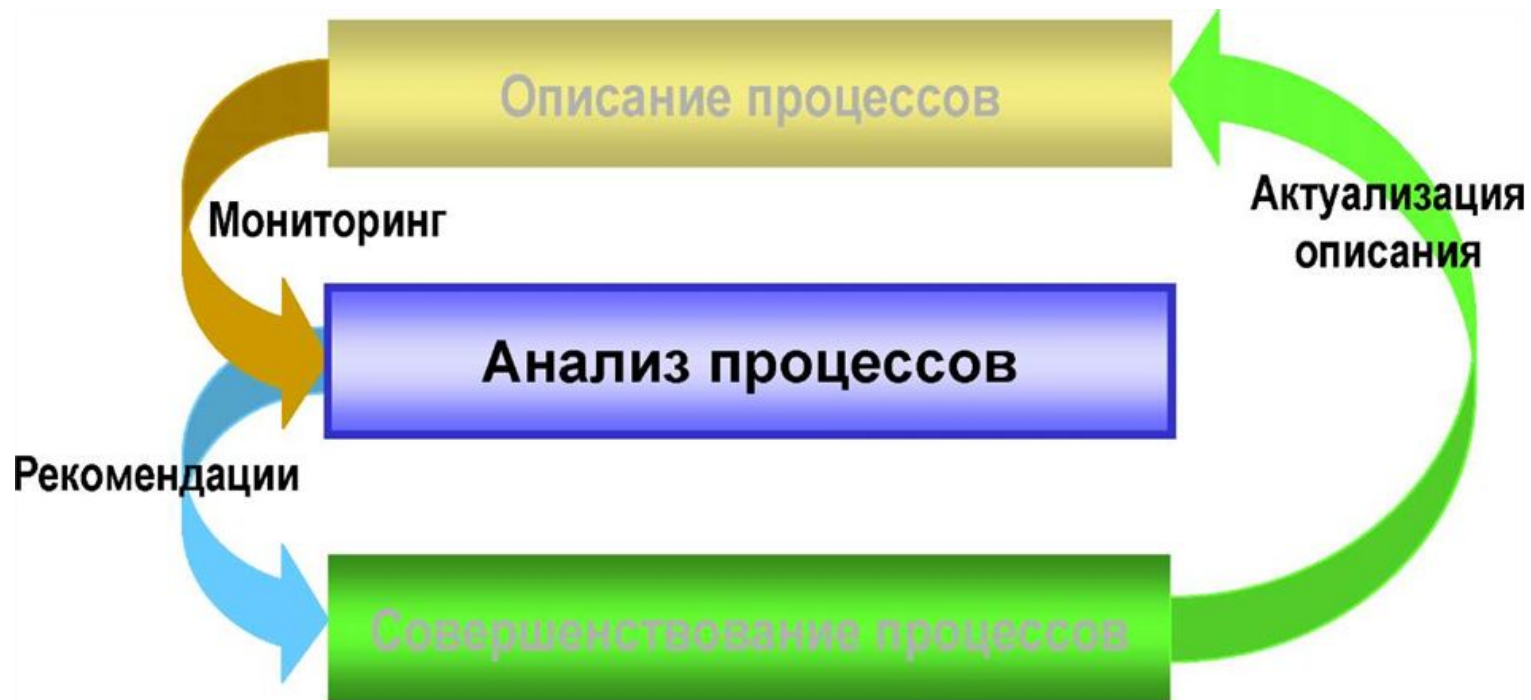 Описание процессов
Мониторинг
Актуализация
описания
Анализ процессов
Рекомендации
Совершенствование процессов